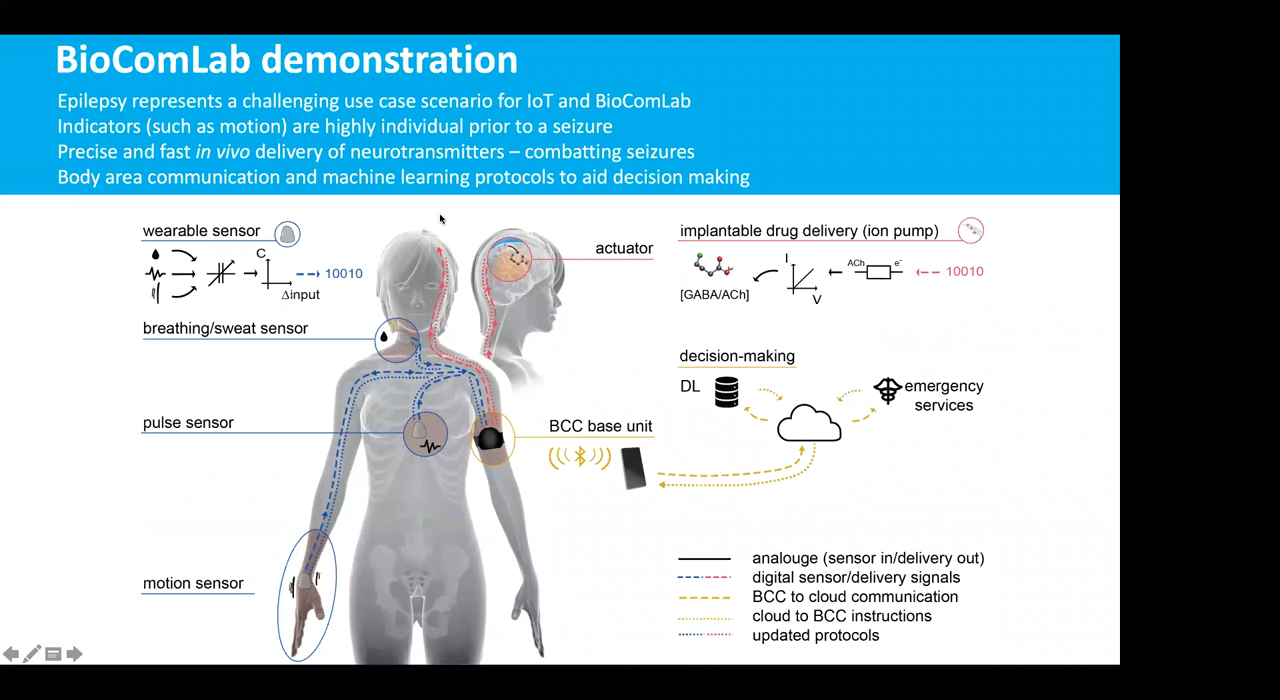 BioComLab demonstration
Epilepsy represents a challenging use case scenario for IoT and BioComLab
Indicators (such as motion) are highly individual prior to a seizure
Precise and fast in vivo delivery of neurotransmitters – combatting seizures
Body area communication and machine learning protocols to aid decision making
wearable sensor
C
10010
Δinput
breathing/sweat sensor
pulse sensor
motion sensor
actuator
BCC base unit
implantable drug delivery (ion pump)
[GABA/ACh]
I
V
ACh
e⁻
10010
decision-making
DL
emergency
services
analouge (sensor in/delivery out)
digital sensor/delivery signals
BCC to cloud communication
cloud to BCC instructions
updated protocols